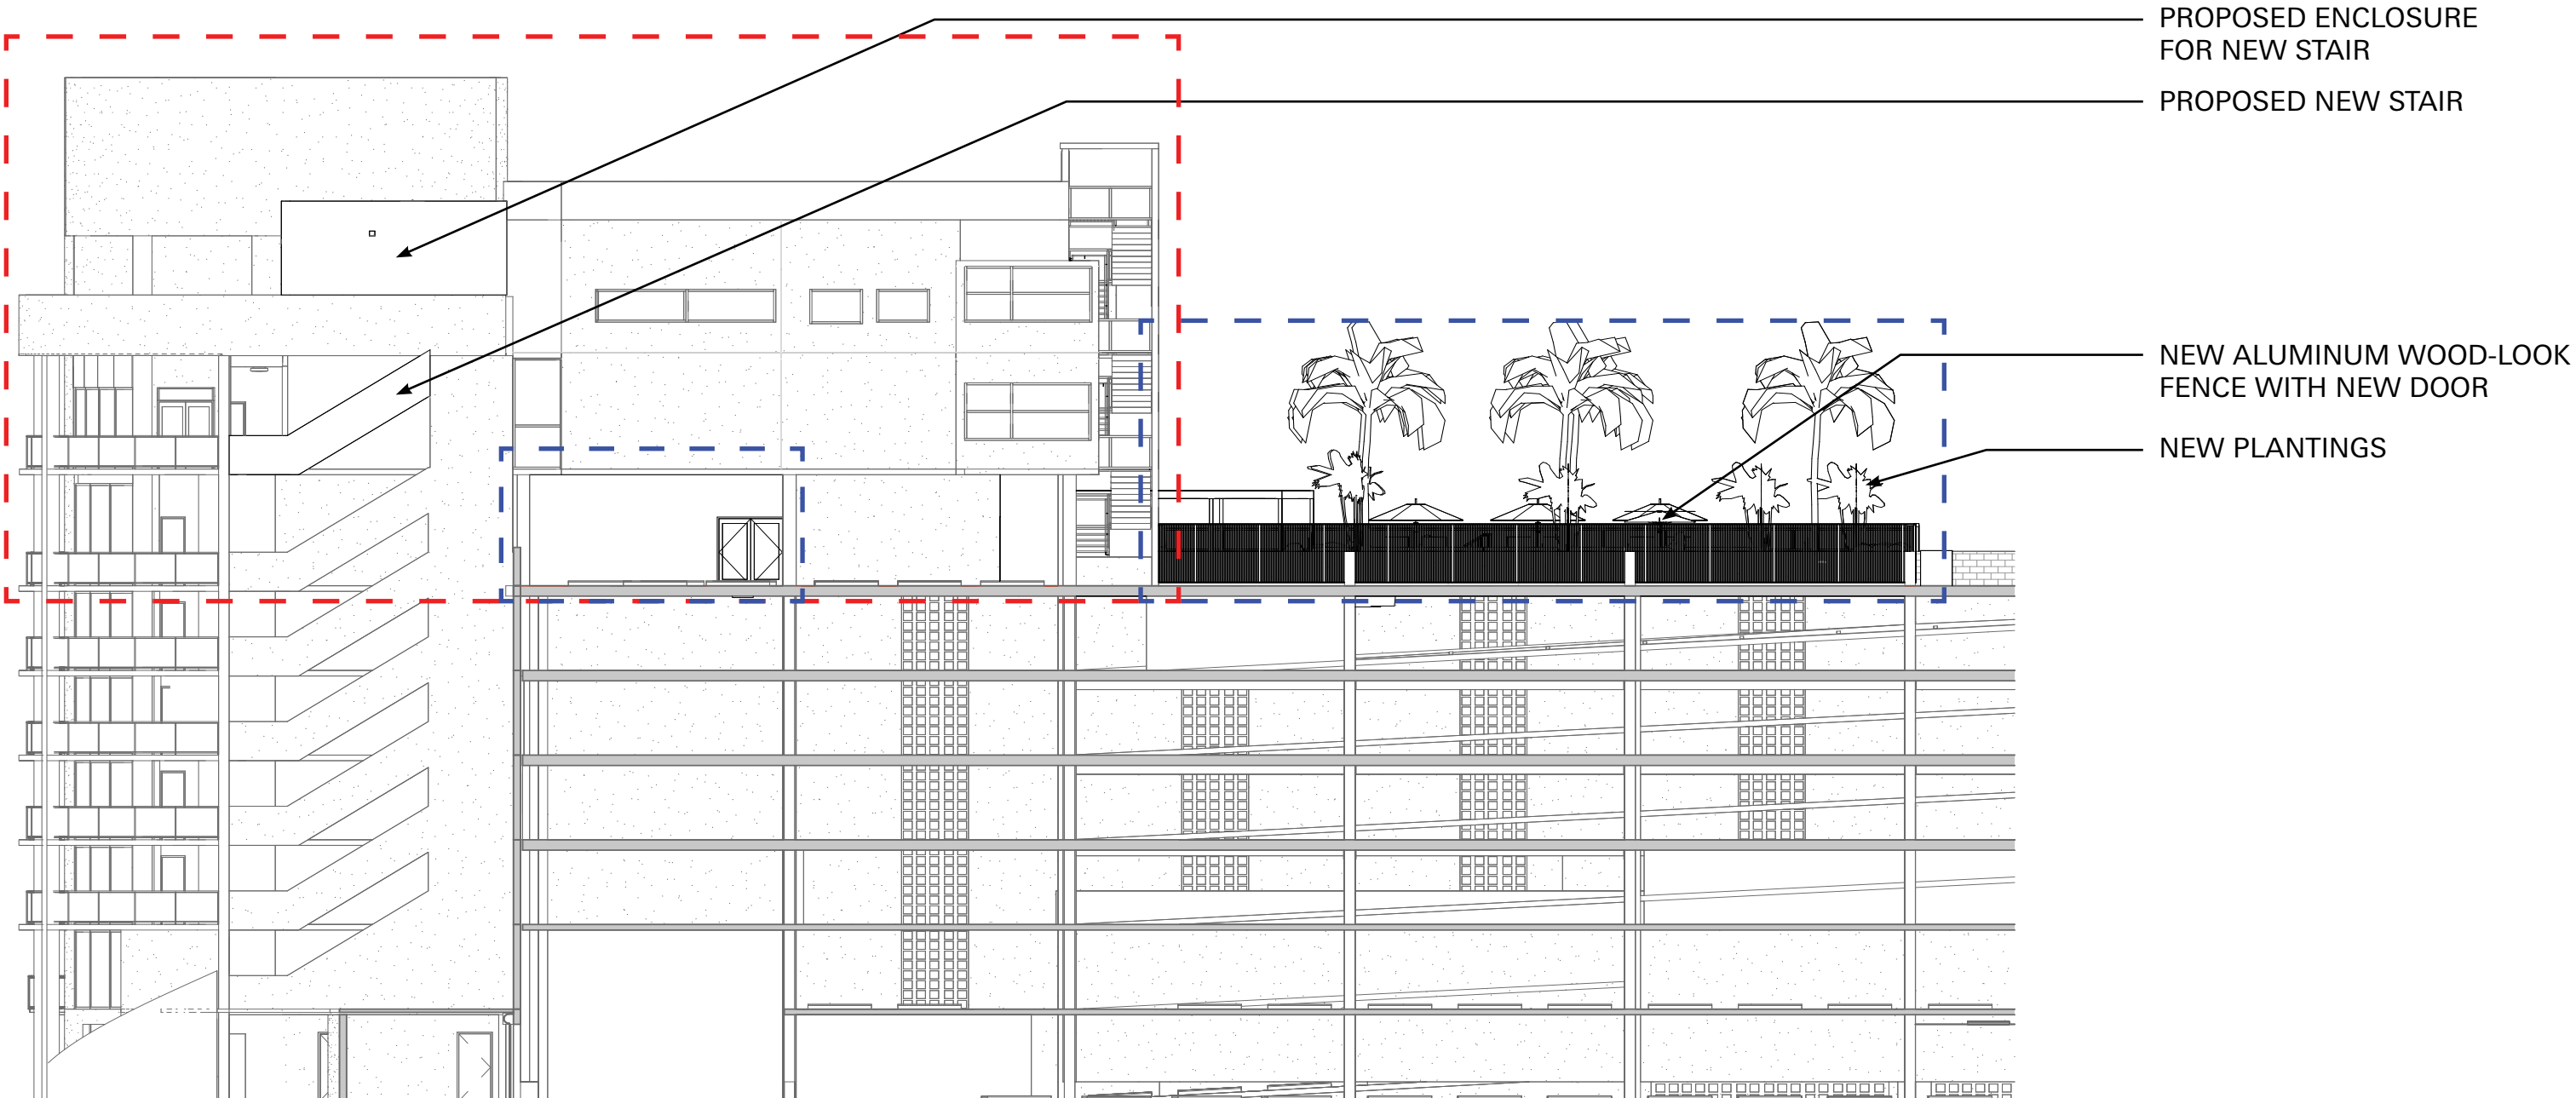 PROPOSED ENCLOSURE
FOR NEW STAIR
PROPOSED NEW STAIR
NEW ALUMINUM WOOD-LOOK
FENCE WITH NEW DOOR
NEW PLANTINGS